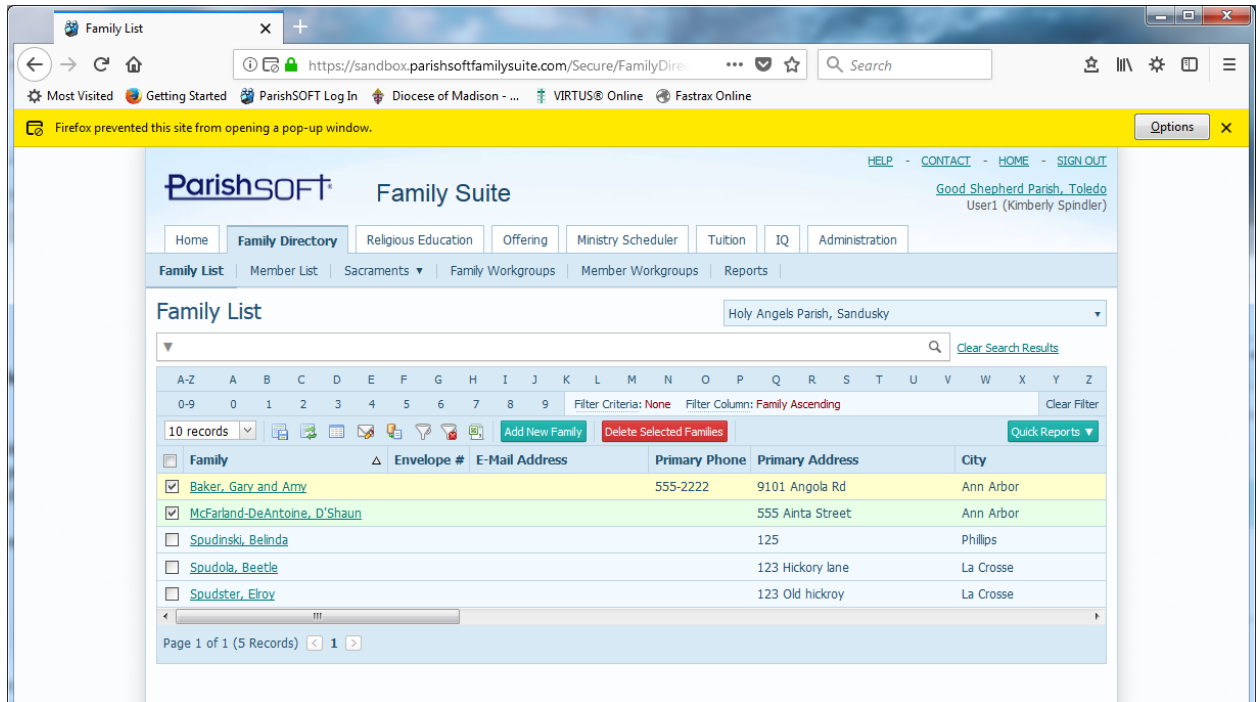 Family List
https://sandbox.parishsoftfamilysuite.com/Secure/FamilyDirec
Search
Most Visited Getting Started ParishSOFT Log In Diocese of Madison - ... VIRTUS® Online Fastrax Online
Firefox prevented this site from opening a pop-up window. Options
HELP - CONTACT - HOME - SIGN OUT
ParishSOFT Family Suite
Good Shepherd Parish, Toledo
User1 (Kimberly Spindler)
Home Family Directory Religious Education Offering Ministry Scheduler Tuition IQ Administration
Family List Member List Sacraments Family Workgroups Member Workgroups Reports
Family List Holy Angels Parish, Sandusky
Clear Search Results
A-Z A B C D E F G H I J K L M N O P Q R S T U V W X Y Z
0-9 0 1 2 3 4 5 6 7 8 9 Filter Criteria: None Filter Column: Family Ascending Clear Filter
10 records Add New Family Delete Selected Families Quick Reports
Family Envelope # E-Mail Address Primary Phone Primary Address City
Baker, Gary and Amy 555-2222 9101 Angola Rd Ann Arbor
McFarland-DeAntoine, D'Shaun 555 Ainta Street Ann Arbor
Spudinski, Belinda 125 Phillips
Spudola, Beetle 123 Hickory lane La Crosse
Spudster, Elroy 123 Old hickroy La Crosse
Page 1 of 1 (5 Records) < 1 >